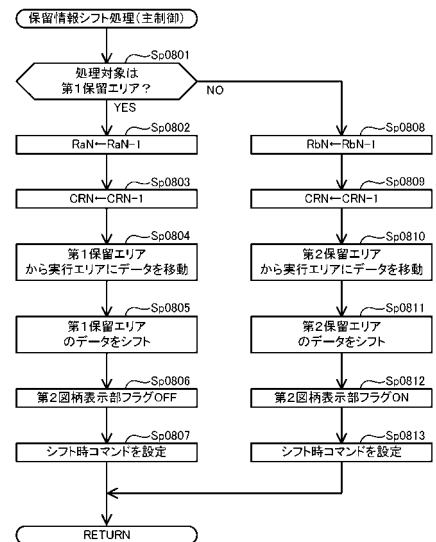 保留情報シフト処理(主制御)
Sp0801
処理対象は
第1保留エリア?
NO
YES
Sp0802
RaN←RaN-1
Sp0803
CRN←CRN-1
Sp0804
第1保留エリア
から実行エリアにデータを移動
Sp0805
第1保留エリア
のデータをシフト
Sp0806
第2図柄表示部フラグOFF
Sp0807
シフト時コマンドを設定
Sp0808
RbN←RbN-1
Sp0809
CRN←CRN-1
Sp0810
第2保留エリア
から実行エリアにデータを移動
Sp0811
第2保留エリア
のデータをシフト
Sp0812
第2図柄表示部フラグON
Sp0813
シフト時コマンドを設定
RETURN